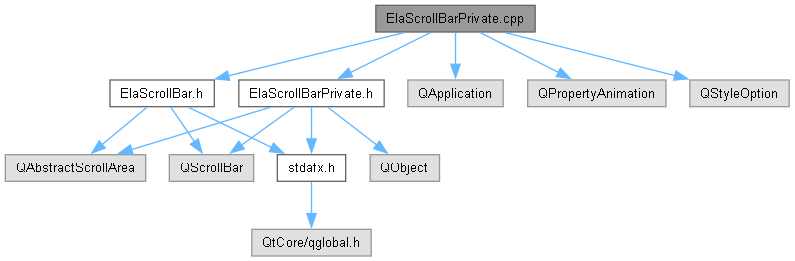 ElaScrollBarPrivate.cpp
ElaScrollBar.h
ElaScrollBarPrivate.h
QApplication
QPropertyAnimation
QStyleOption
QAbstractScrollArea
QScrollBar
stdafx.h
QObject
QtCore/qglobal.h